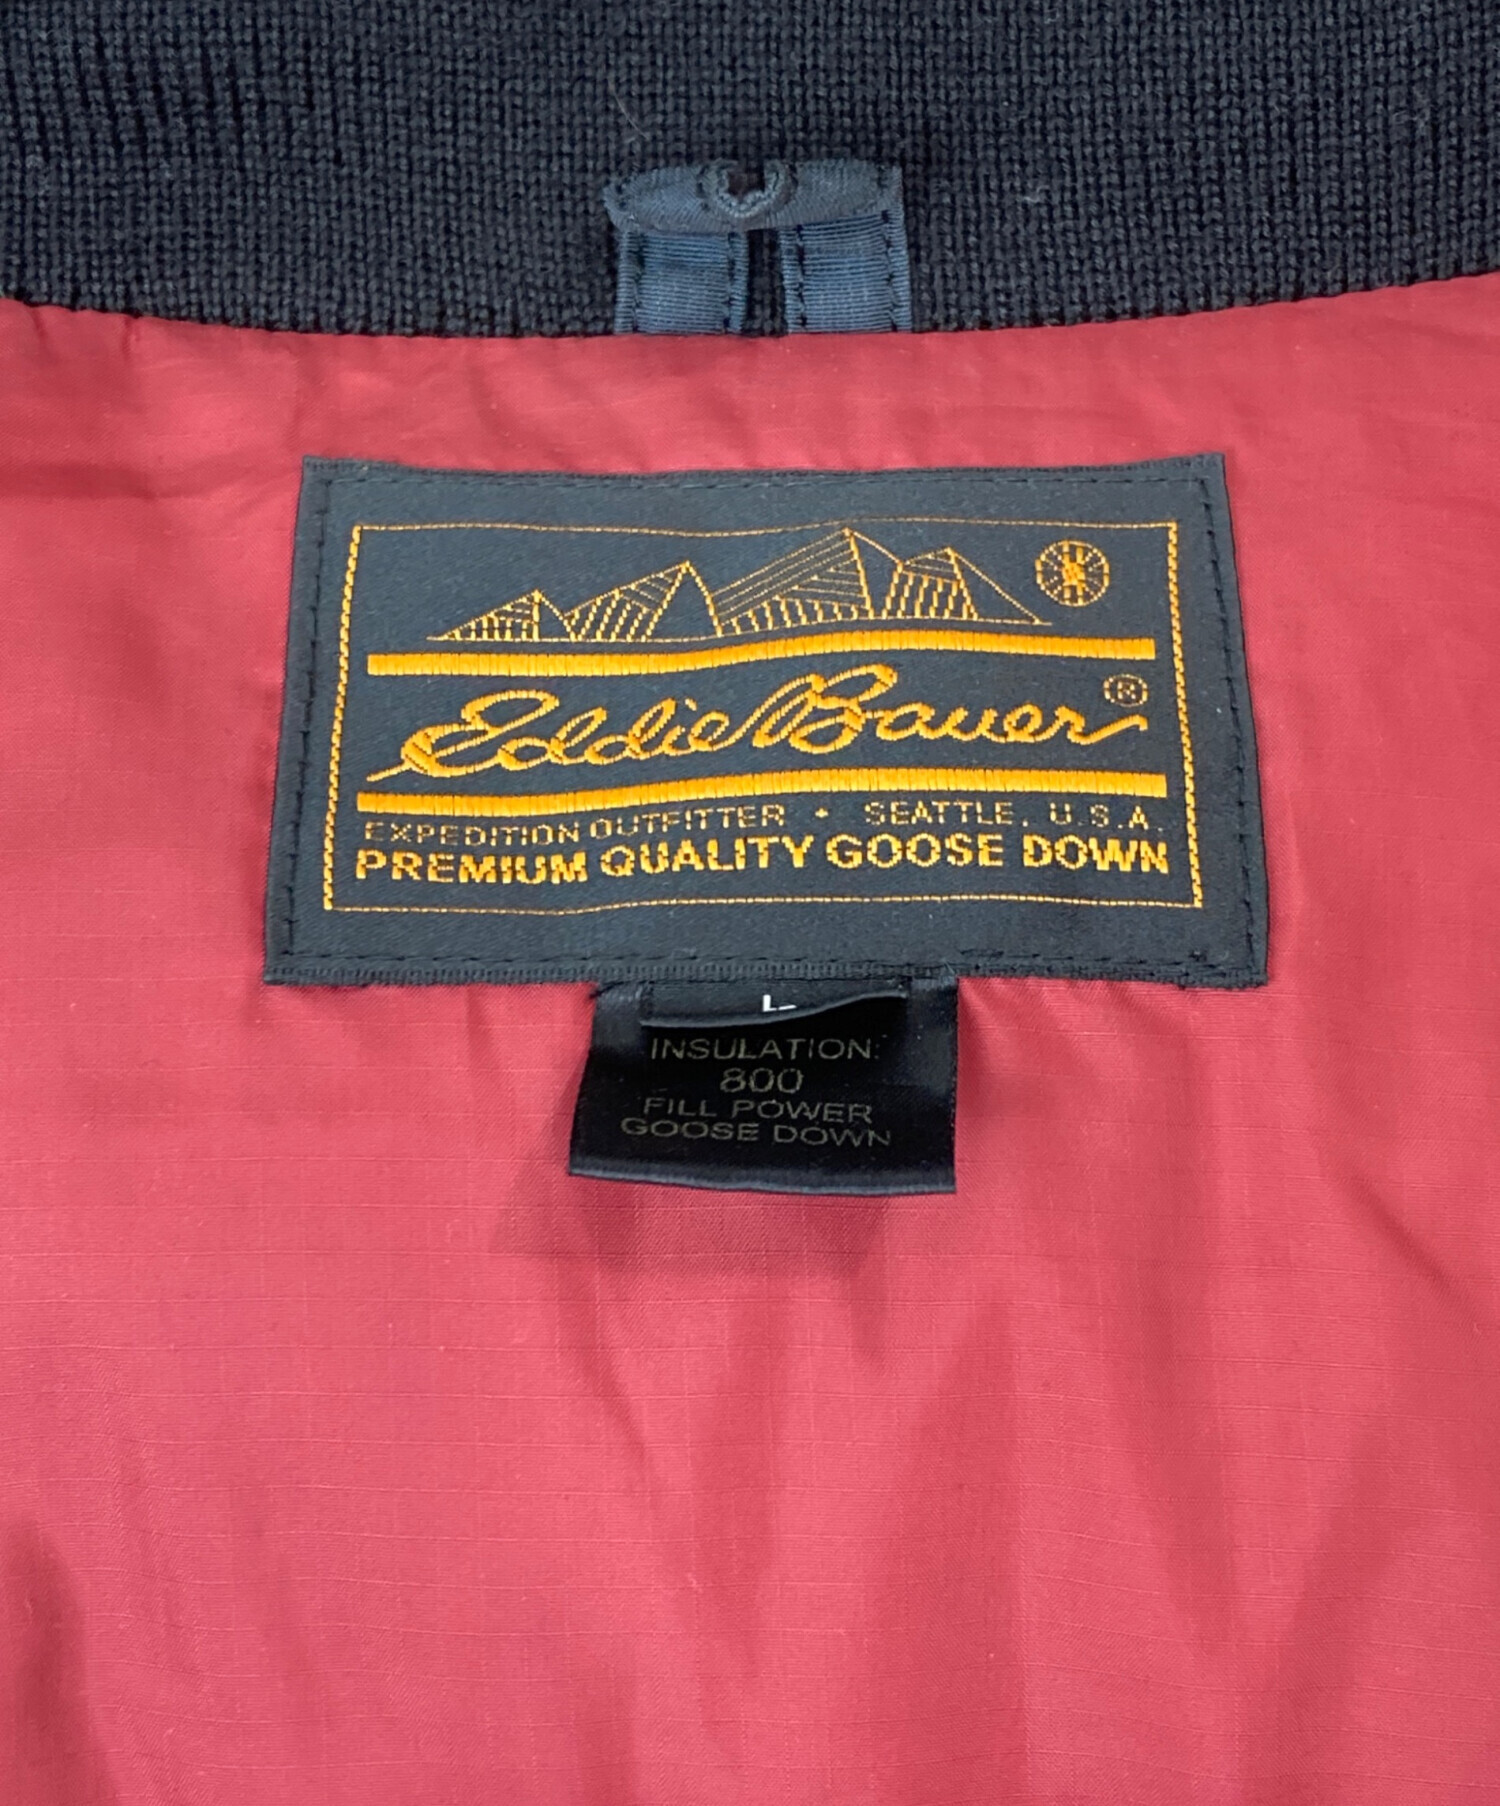 Eddie Bauer®
EXPEDITION OUTFITTER • SEATTLE, U.S.A.
PREMIUM QUALITY GOOSE DOWN
INSULATION:
800
FILL POWER
GOOSE DOWN